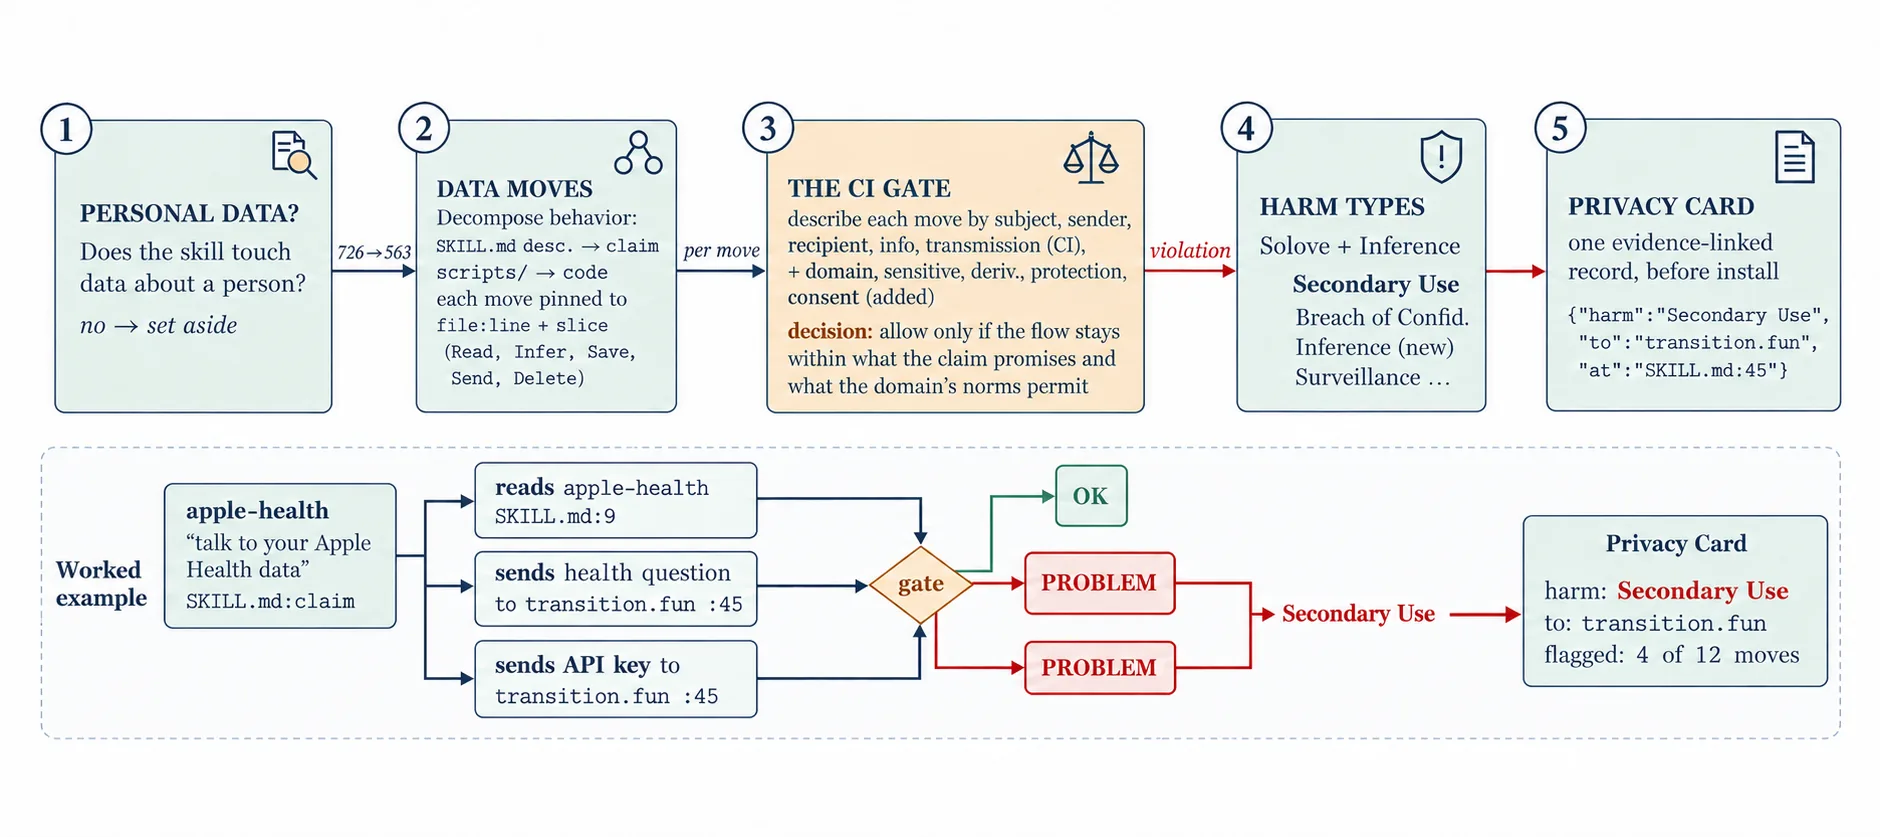 1
PERSONAL DATA?
Does the skill touch
data about a person?
no → set aside
726→563
2
DATA MOVES
Decompose behavior:
SKILL.md desc. → claim
scripts/ → code
each move pinned to
file:line + slice
(Read, Infer, Save,
Send, Delete)
per move
3
THE CI GATE
describe each move by subject, sender,
recipient, info, transmission (CI),
+ domain, sensitive, deriv., protection,
consent (added)
decision: allow only if the flow stays
within what the claim promises and
what the domain's norms permit
violation
4
HARM TYPES
Solove + Inference
Secondary Use
Breach of Confid.
Inference (new)
Surveillance ...
5
PRIVACY CARD
one evidence-linked
record, before install
{"harm":"Secondary Use",
"to":"transition.fun",
"at":"SKILL.md:45"}
Worked
example
apple-health
“talk to your Apple
Health data”
SKILL.md:claim
reads apple-health
SKILL.md:9
sends health question
to transition.fun :45
sends API key to
transition.fun :45
gate
OK
PROBLEM
PROBLEM
Secondary Use
Privacy Card
harm: Secondary Use
to: transition.fun
flagged: 4 of 12 moves